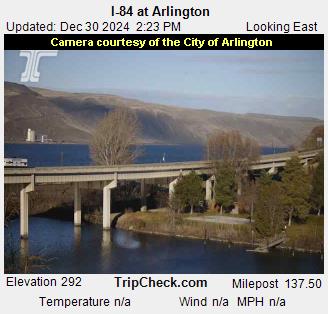 I-84 at Arlington
Updated: Dec 30 2024 2:23 PM Looking East
Camera courtesy of the City of Arlington
Elevation 292 TripCheck.com Milepost 137.50
Temperature n/a Wind n/a MPH n/a